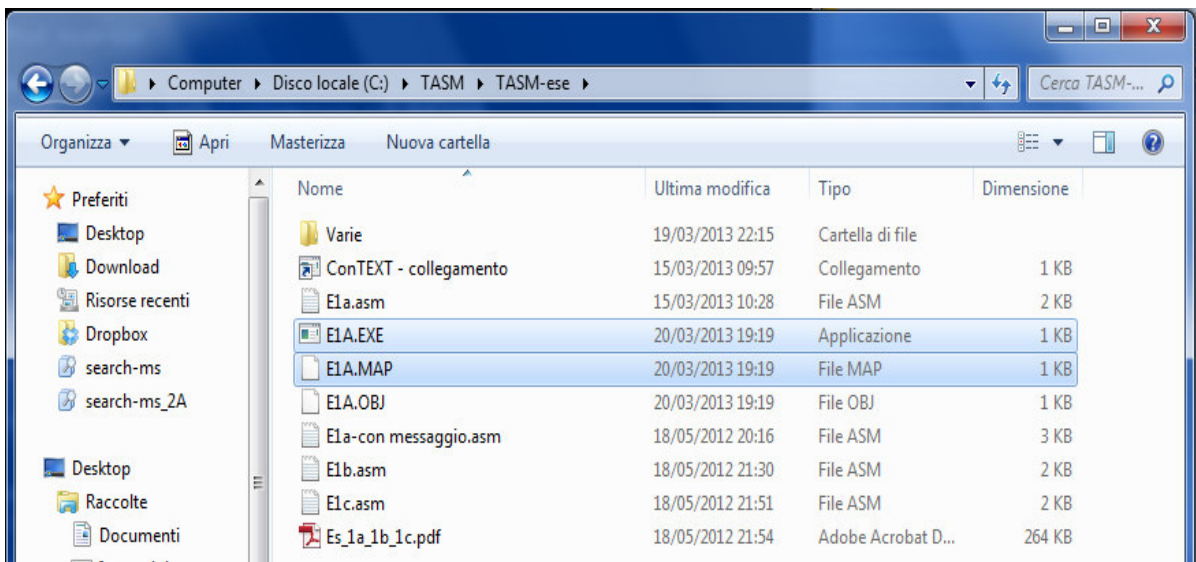 Computer Disco locale (C:) TASM TASM-ese Cerca TASM-...
Organizza Apri Masterizza Nuova cartella
Preferiti
Desktop
Download
Risorse recenti
Dropbox
search-ms
search-ms_2A
Desktop
Raccolte
Documenti
Nome Ultima modifica Tipo Dimensione
Varie 19/03/2013 22:15 Cartella di file
ConTEXT - collegamento 15/03/2013 09:57 Collegamento 1 KB
E1a.asm 15/03/2013 10:28 File ASM 2 KB
E1A.EXE 20/03/2013 19:19 Applicazione 1 KB
E1A.MAP 20/03/2013 19:19 File MAP 1 KB
E1A.OBJ 20/03/2013 19:19 File OBJ 1 KB
E1a-con messaggio.asm 18/05/2012 20:16 File ASM 3 KB
E1b.asm 18/05/2012 21:30 File ASM 2 KB
E1c.asm 18/05/2012 21:51 File ASM 2 KB
Es_1a_1b_1c.pdf 18/05/2012 21:54 Adobe Acrobat D... 264 KB